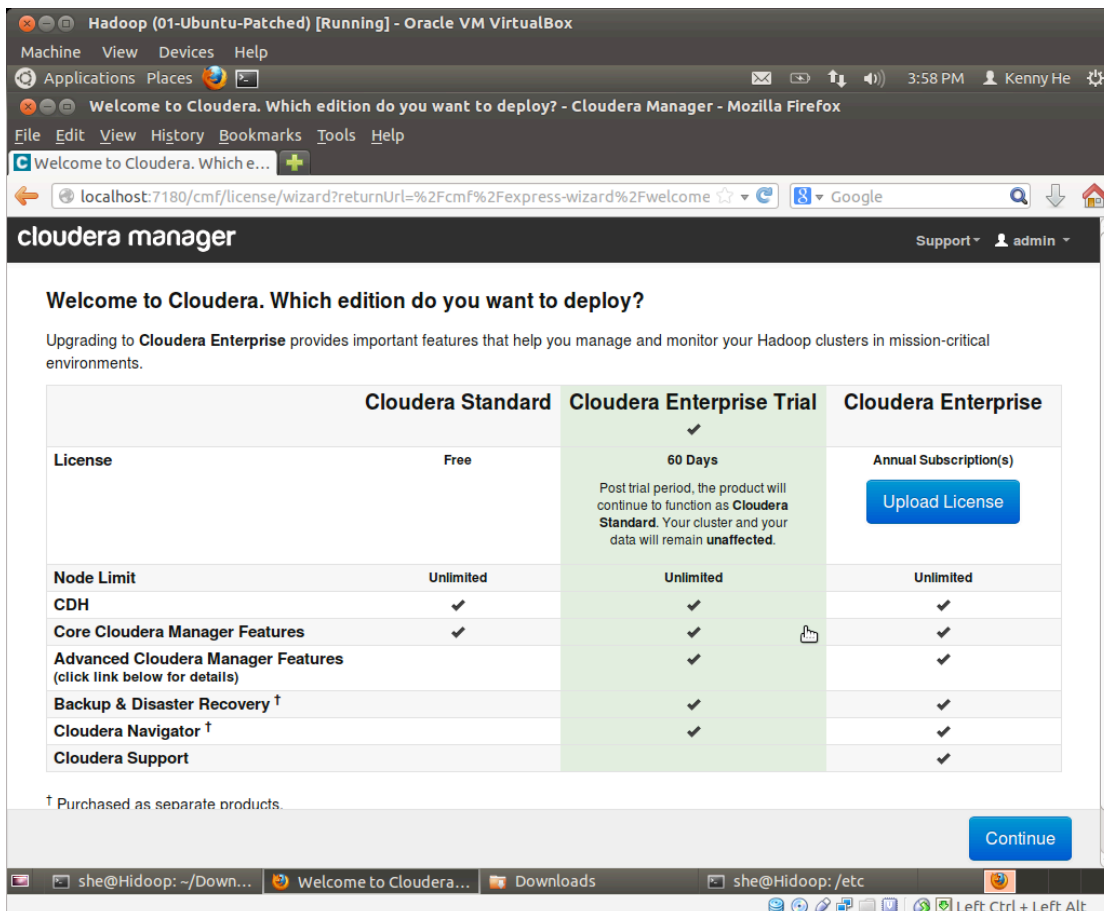 Hadoop (01-Ubuntu-Patched) [Running] - Oracle VM VirtualBox
Machine View Devices Help
Applications Places 3:58 PM Kenny He
Welcome to Cloudera. Which edition do you want to deploy? - Cloudera Manager - Mozilla Firefox
File Edit View History Bookmarks Tools Help
C Welcome to Cloudera. Which e...
localhost:7180/cmf/license/wizard?returnUrl=%2Fcmf%2Fexpress-wizard%2Fwelcome 8 Google
cloudera manager Support admin
Welcome to Cloudera. Which edition do you want to deploy?
Upgrading to Cloudera Enterprise provides important features that help you manage and monitor your Hadoop clusters in mission-critical
environments.
Cloudera Standard Cloudera Enterprise Trial Cloudera Enterprise
✔
License Free 60 Days Annual Subscription(s)
Post trial period, the product will
continue to function as Cloudera
Standard. Your cluster and your
data will remain unaffected.
Upload License
Node Limit Unlimited Unlimited Unlimited
CDH ✔ ✔ ✔
Core Cloudera Manager Features ✔ ✔ ✔
Advanced Cloudera Manager Features ✔ ✔
(click link below for details)
Backup & Disaster Recovery † ✔ ✔
Cloudera Navigator † ✔ ✔
Cloudera Support ✔
† Purchased as separate products.
Continue
she@Hidoop: ~/Down... Welcome to Cloudera... Downloads she@Hidoop: /etc
Left Ctrl + Left Alt